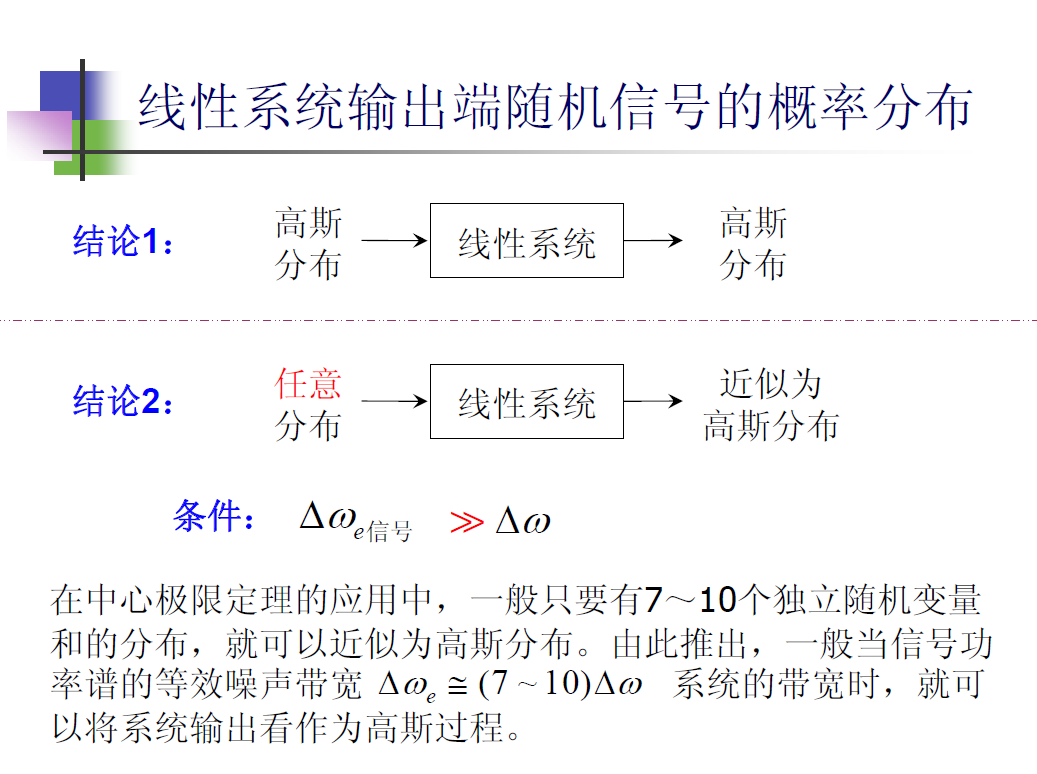 线性系统输出端随机信号的概率分布
结论1：
高斯
分布
线性系统
高斯
分布
结论2：
任意
分布
线性系统
近似为
高斯分布
条件： Δω_e信号 ≫ Δω
在中心极限定理的应用中，一般只要有7～10个独立随机变量
和的分布，就可以近似为高斯分布。由此推出，一般当信号功
率谱的等效噪声带宽 Δω_e ≅ (7 ~ 10)Δω 系统的带宽时，就可
以将系统输出看作为高斯过程。